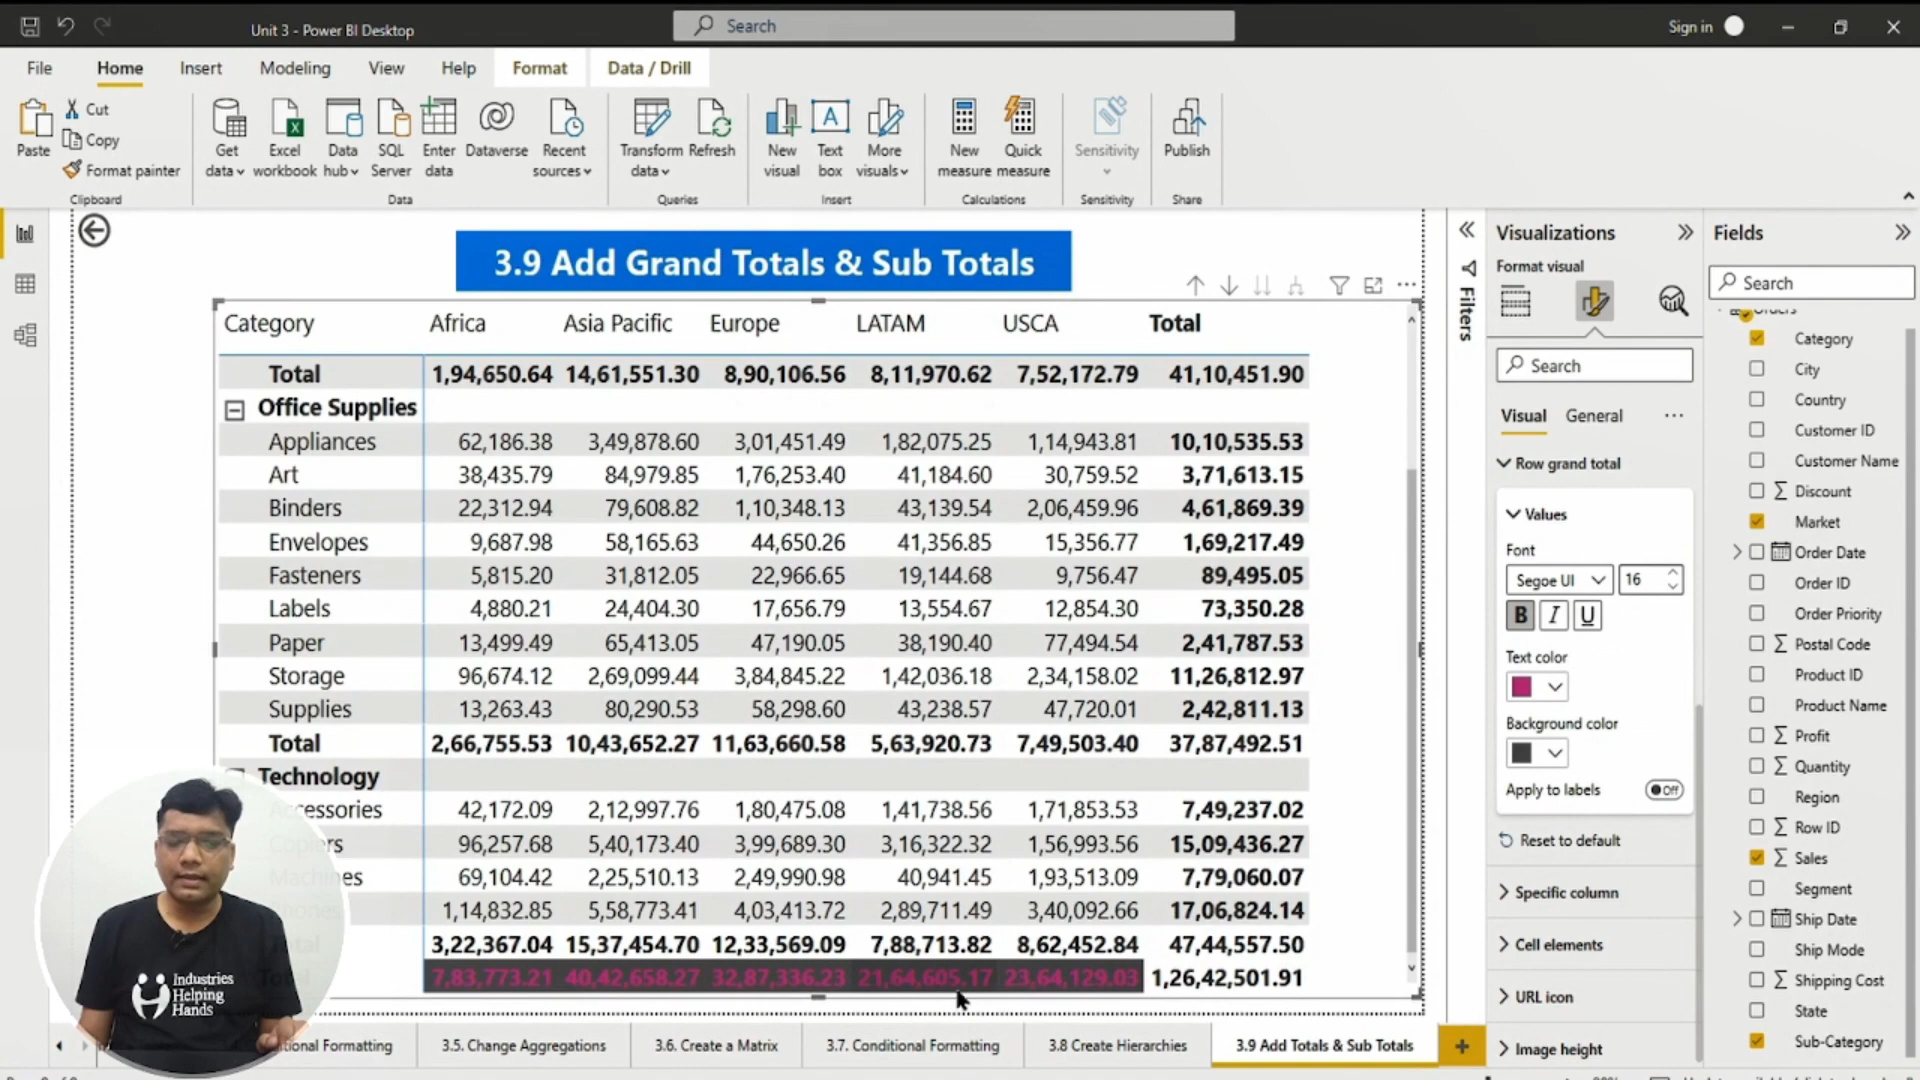 Unit 3 - Power BI Desktop
Search
Sign in
File Home Insert Modeling View Help Format Data / Drill
Paste
Cut
Copy
Format painter
Clipboard
Get data
Excel workbook
Data hub
SQL Server
Enter data
Dataverse
Recent sources
Data
Transform data
Refresh
Queries
New visual
Text box
More visuals
Insert
New measure
Quick measure
Calculations
Sensitivity
Sensitivity
Publish
Share
3.9 Add Grand Totals & Sub Totals
Category Africa Asia Pacific Europe LATAM USCA Total
Total 1,94,650.64 14,61,551.30 8,90,106.56 8,11,970.62 7,52,172.79 41,10,451.90
Office Supplies
Appliances 62,186.38 3,49,878.60 3,01,451.49 1,82,075.25 1,14,943.81 10,10,535.53
Art 38,435.79 84,979.85 1,76,253.40 41,184.60 30,759.52 3,71,613.15
Binders 22,312.94 79,608.82 1,10,348.13 43,139.54 2,06,459.96 4,61,869.39
Envelopes 9,687.98 58,165.63 44,650.26 41,356.85 15,356.77 1,69,217.49
Fasteners 5,815.20 31,812.05 22,966.65 19,144.68 9,756.47 89,495.05
Labels 4,880.21 24,404.30 17,656.79 13,554.67 12,854.30 73,350.28
Paper 13,499.49 65,413.05 47,190.05 38,190.40 77,494.54 2,41,787.53
Storage 96,674.12 2,69,099.44 3,84,845.22 1,42,036.18 2,34,158.02 11,26,812.97
Supplies 13,263.43 80,290.53 58,298.60 43,238.57 47,720.01 2,42,811.13
Total 2,66,755.53 10,43,652.27 11,63,660.58 5,63,920.73 7,49,503.40 37,87,492.51
Technology
Accessories 42,172.09 2,12,997.76 1,80,475.08 1,41,738.56 1,71,853.53 7,49,237.02
96,257.68 5,40,173.40 3,99,689.30 3,16,322.32 1,56,993.56 15,09,436.27
Machines 69,104.42 2,25,510.13 2,49,990.98 40,941.45 1,93,513.09 7,79,060.07
1,14,832.85 5,58,773.41 4,03,413.72 2,89,711.49 3,40,092.66 17,06,824.14
3,22,367.04 15,37,454.70 12,33,569.09 7,88,713.82 8,62,452.84 47,44,557.50
7,83,773.21 40,42,658.27 32,87,336.23 21,64,605.17 23,64,129.03 1,26,42,501.91
Industries
Helping
Hands
ional Formatting 3.5. Change Aggregations 3.6. Create a Matrix 3.7. Conditional Formatting 3.8 Create Hierarchies 3.9 Add Totals & Sub Totals
Filters
Visualizations
Format visual
Search
Visual General
Row grand total
Values
Font
Segoe UI 16
B I U
Text color
Background color
Apply to labels Off
Reset to default
Specific column
Cell elements
URL icon
Image height
Fields
Search
Category
City
Country
Customer ID
Customer Name
Discount
Market
Order Date
Order ID
Order Priority
Postal Code
Product ID
Product Name
Profit
Quantity
Region
Row ID
Sales
Segment
Ship Date
Ship Mode
Shipping Cost
State
Sub-Category